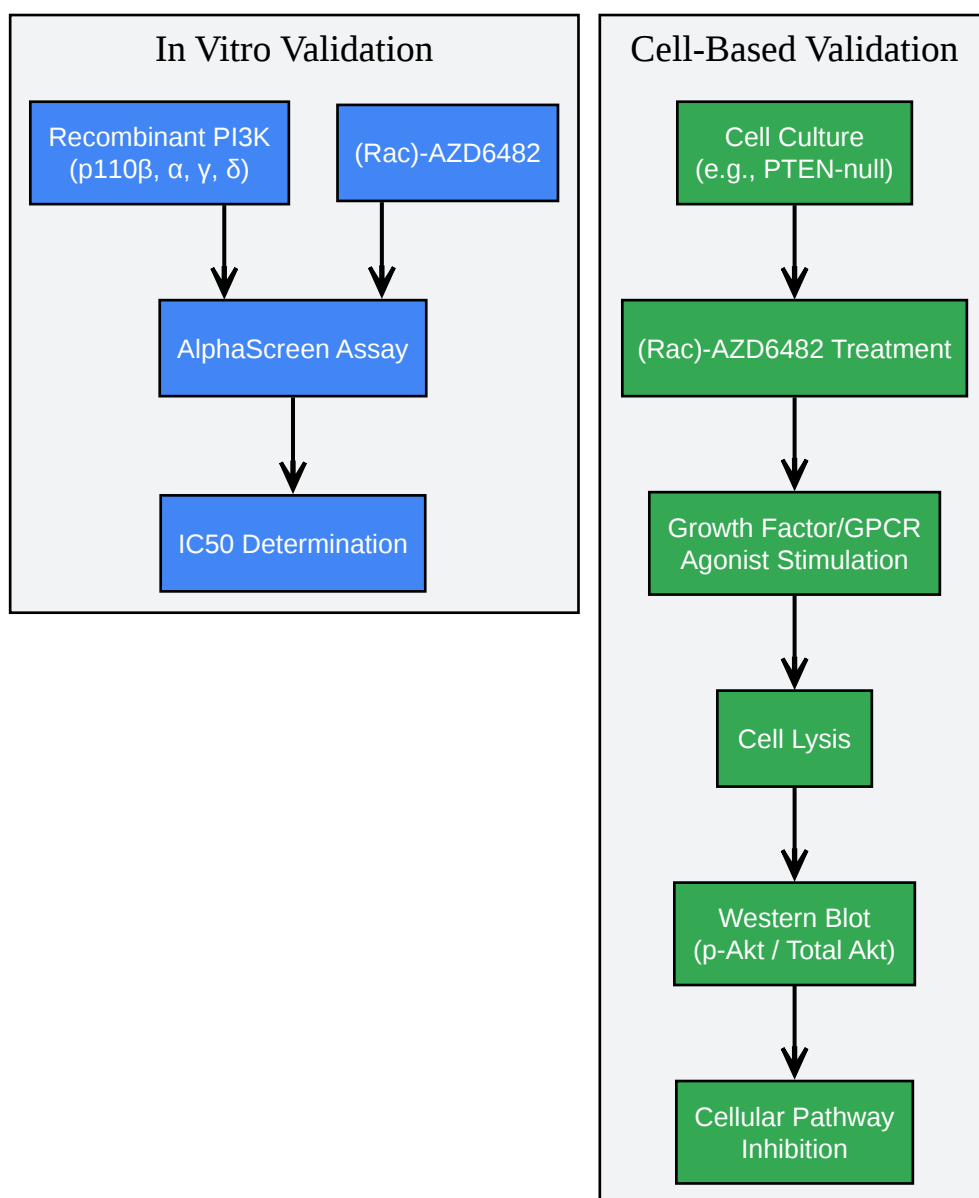 In Vitro Validation
Recombinant PI3K
(p110β, α, γ, δ)
(Rac)-AZD6482
AlphaScreen Assay
IC50 Determination
Cell-Based Validation
Cell Culture
(e.g., PTEN-null)
(Rac)-AZD6482 Treatment
Growth Factor/GPCR
Agonist Stimulation
Cell Lysis
Western Blot
(p-Akt / Total Akt)
Cellular Pathway
Inhibition